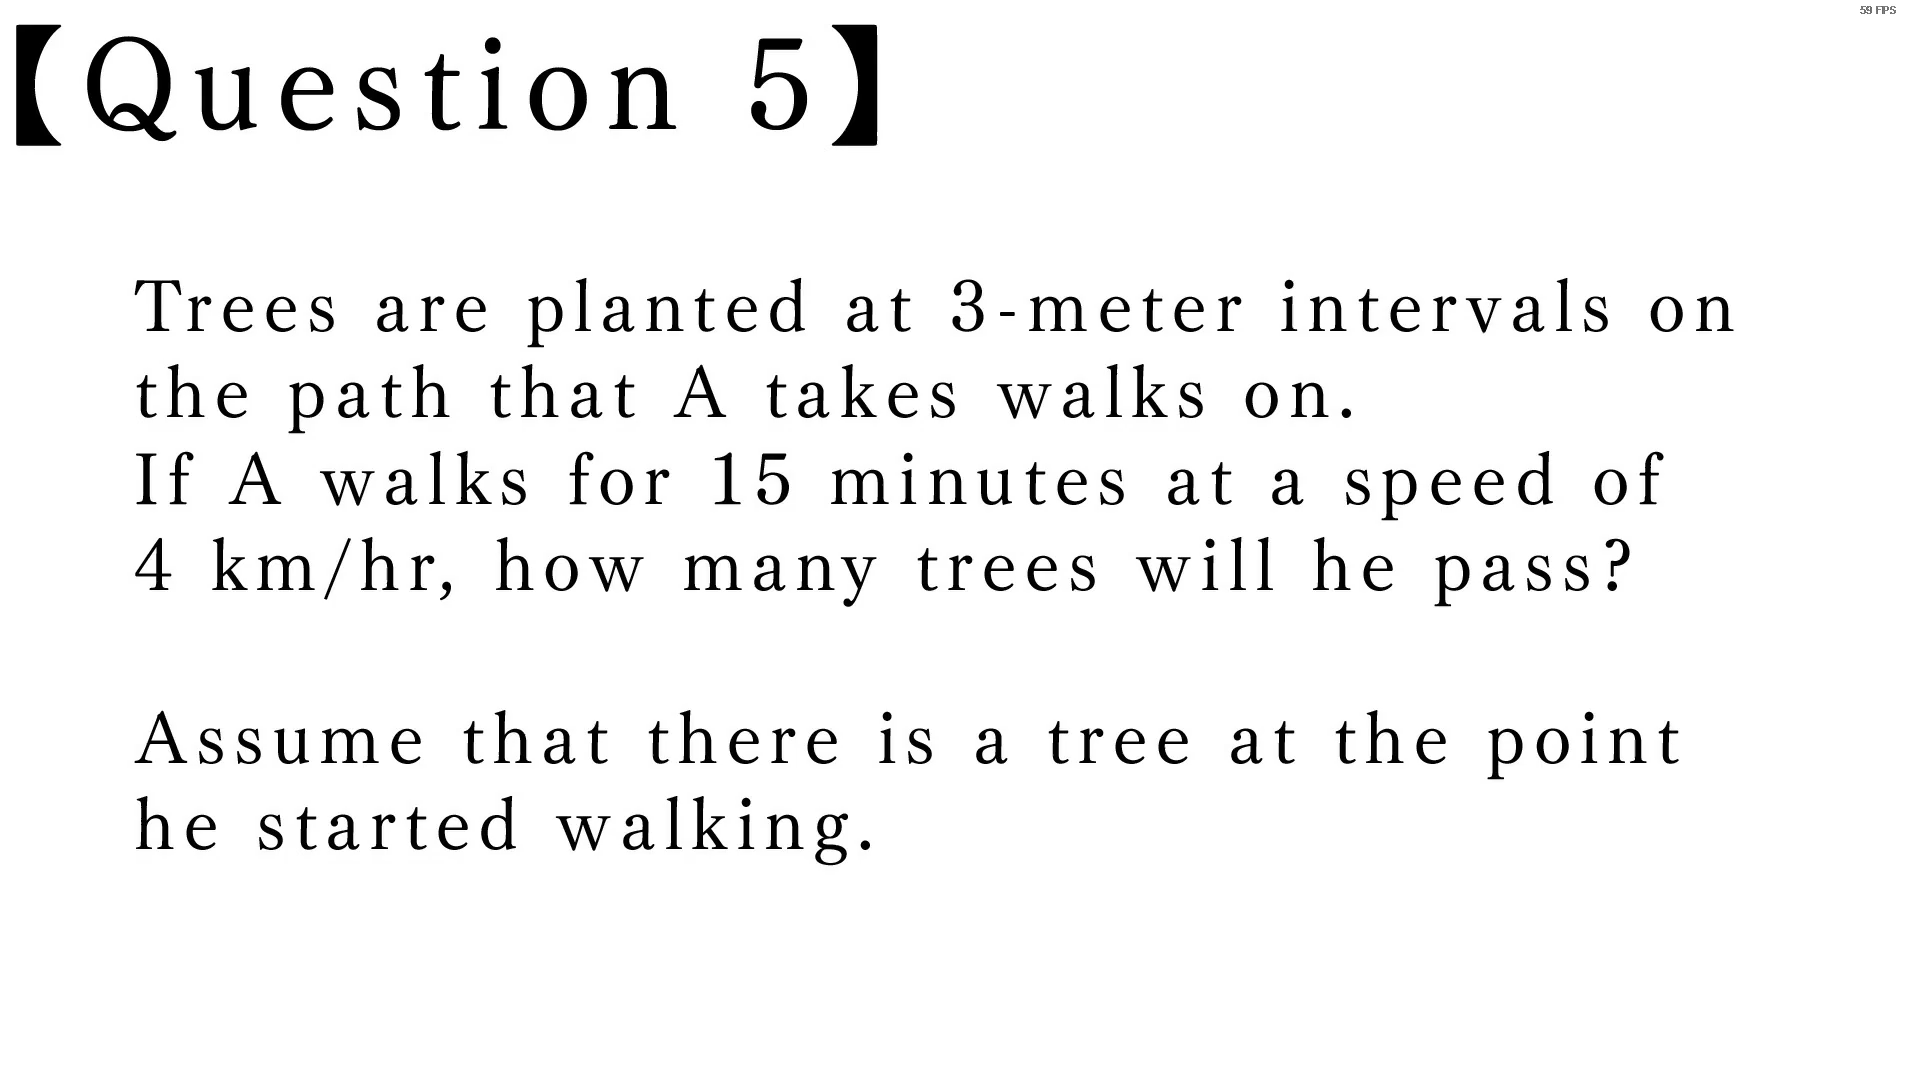 59 FPS
【Question 5】
Trees are planted at 3-meter intervals on
the path that A takes walks on.
If A walks for 15 minutes at a speed of
4 km/hr, how many trees will he pass?
Assume that there is a tree at the point
he started walking.